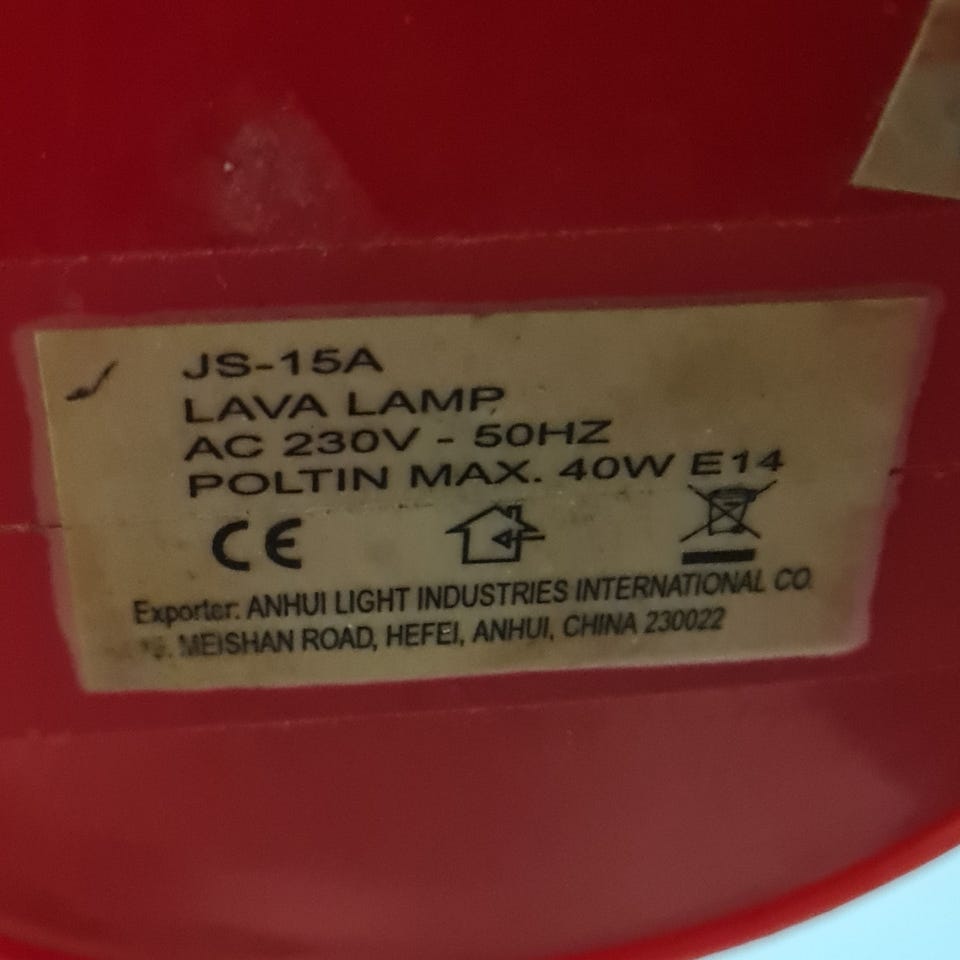 JS-15A
LAVA LAMP
AC 230V - 50HZ
POLTIN MAX. 40W E14
CE
Exporter: ANHUI LIGHT INDUSTRIES INTERNATIONAL CO.
MEISHAN ROAD, HEFEI, ANHUI, CHINA 230022